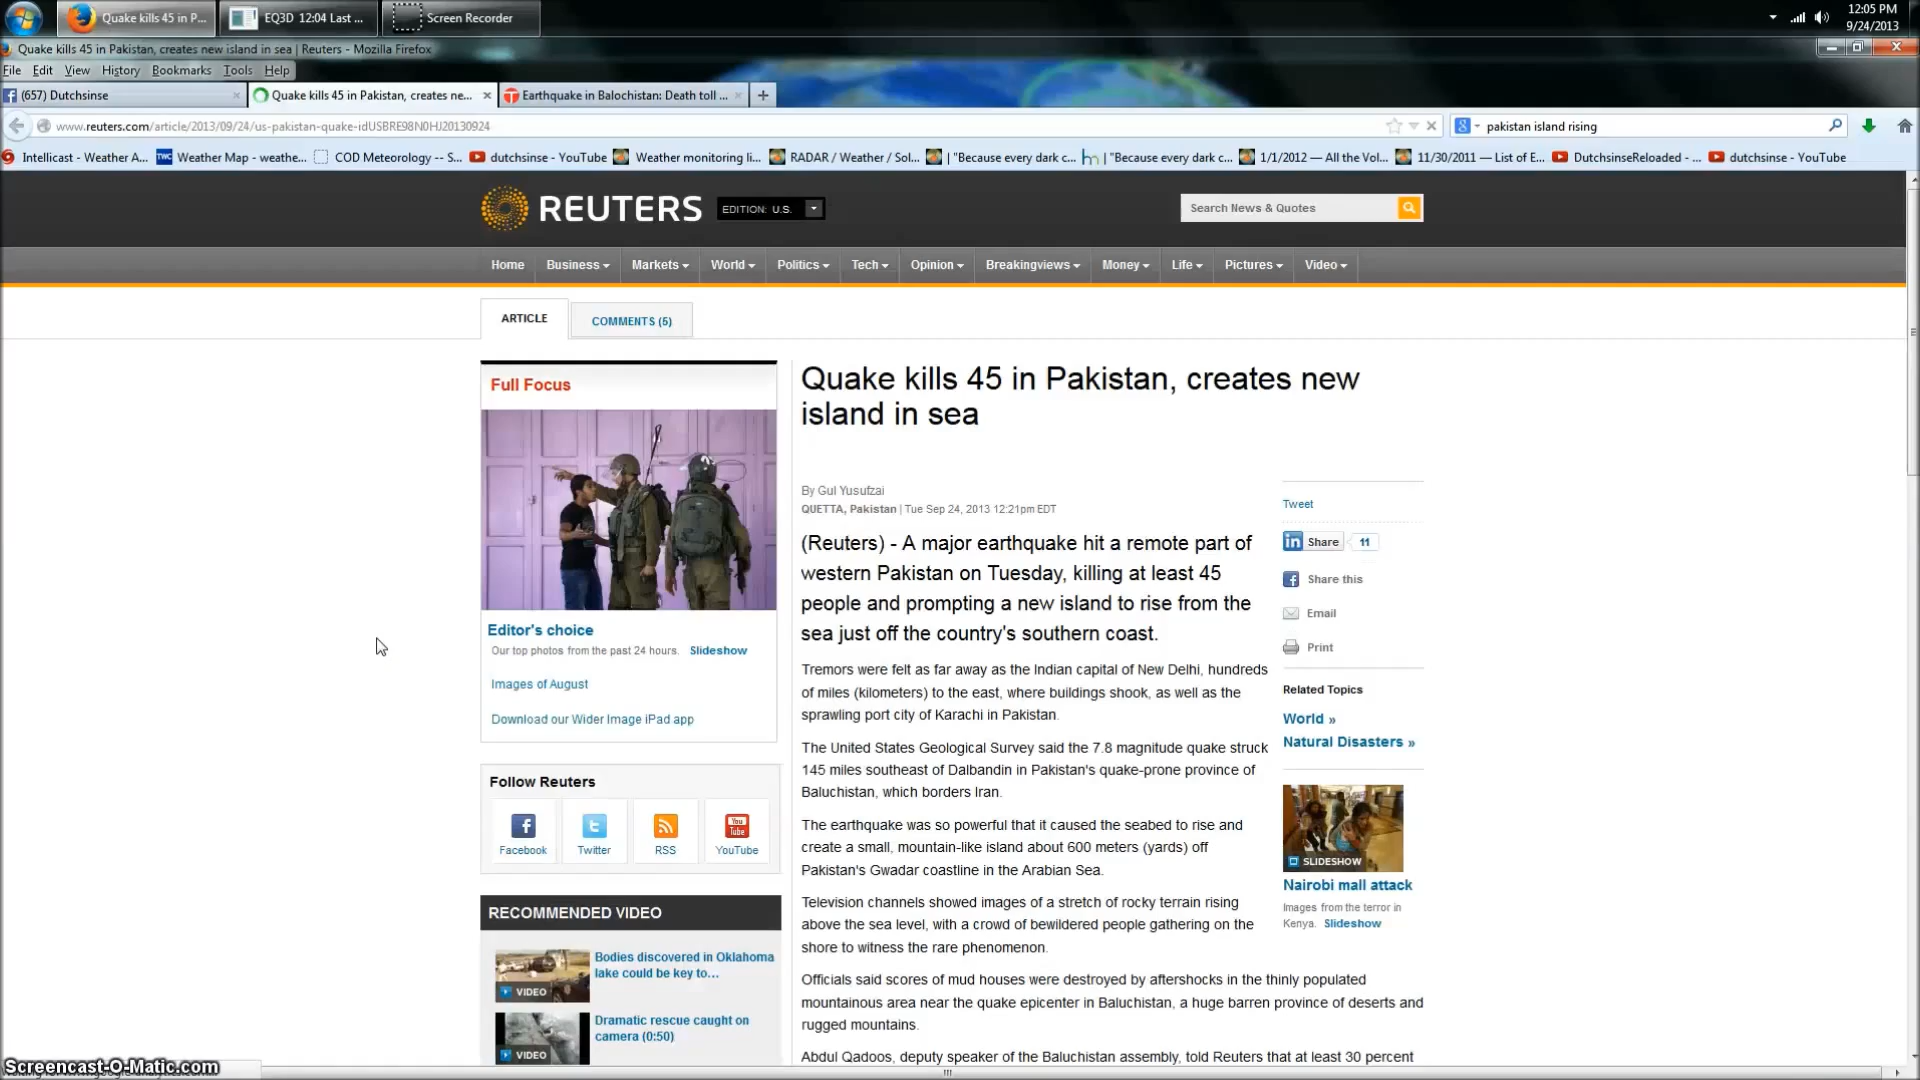 Quake kills 45 in P...
EQ3D 12:04 Last ...
Screen Recorder
12:05 PM
9/24/2013
Quake kills 45 in Pakistan, creates new island in sea | Reuters - Mozilla Firefox
File Edit View History Bookmarks Tools Help
(657) Dutchsinse
Quake kills 45 in Pakistan, creates ne...
Earthquake in Balochistan: Death toll ...
www.reuters.com/article/2013/09/24/us-pakistan-quake-idUSBRE98N0HJ20130924
pakistan island rising
Intellicast - Weather A...
Weather Map - weathe...
COD Meteorology -- S...
dutchsinse - YouTube
Weather monitoring li...
RADAR / Weather / Sol...
| "Because every dark c...
| "Because every dark c...
1/1/2012 — All the Vol...
11/30/2011 — List of E...
DutchsinseReloaded - ...
dutchsinse - YouTube
REUTERS
EDITION: U.S.
Search News & Quotes
Home Business Markets World Politics Tech Opinion Breakingviews Money Life Pictures Video
ARTICLE
COMMENTS (5)
Full Focus
Editor's choice
Our top photos from the past 24 hours. Slideshow
Images of August
Download our Wider Image iPad app
Follow Reuters
Facebook
Twitter
RSS
You Tube
YouTube
RECOMMENDED VIDEO
Bodies discovered in Oklahoma
lake could be key to...
VIDEO
Dramatic rescue caught on
camera (0:50)
VIDEO
Quake kills 45 in Pakistan, creates new
island in sea
By Gul Yusufzai
QUETTA, Pakistan | Tue Sep 24, 2013 12:21pm EDT
(Reuters) - A major earthquake hit a remote part of
western Pakistan on Tuesday, killing at least 45
people and prompting a new island to rise from the
sea just off the country's southern coast.
Tremors were felt as far away as the Indian capital of New Delhi, hundreds
of miles (kilometers) to the east, where buildings shook, as well as the
sprawling port city of Karachi in Pakistan.
The United States Geological Survey said the 7.8 magnitude quake struck
145 miles southeast of Dalbandin in Pakistan's quake-prone province of
Baluchistan, which borders Iran.
The earthquake was so powerful that it caused the seabed to rise and
create a small, mountain-like island about 600 meters (yards) off
Pakistan's Gwadar coastline in the Arabian Sea.
Television channels showed images of a stretch of rocky terrain rising
above the sea level, with a crowd of bewildered people gathering on the
shore to witness the rare phenomenon.
Officials said scores of mud houses were destroyed by aftershocks in the thinly populated
mountainous area near the quake epicenter in Baluchistan, a huge barren province of deserts and
rugged mountains.
Abdul Qadoos, deputy speaker of the Baluchistan assembly, told Reuters that at least 30 percent
Tweet
in Share 11
Share this
Email
Print
Related Topics
World »
Natural Disasters »
SLIDESHOW
Nairobi mall attack
Images from the terror in
Kenya. Slideshow
Screencast-O-Matic.com